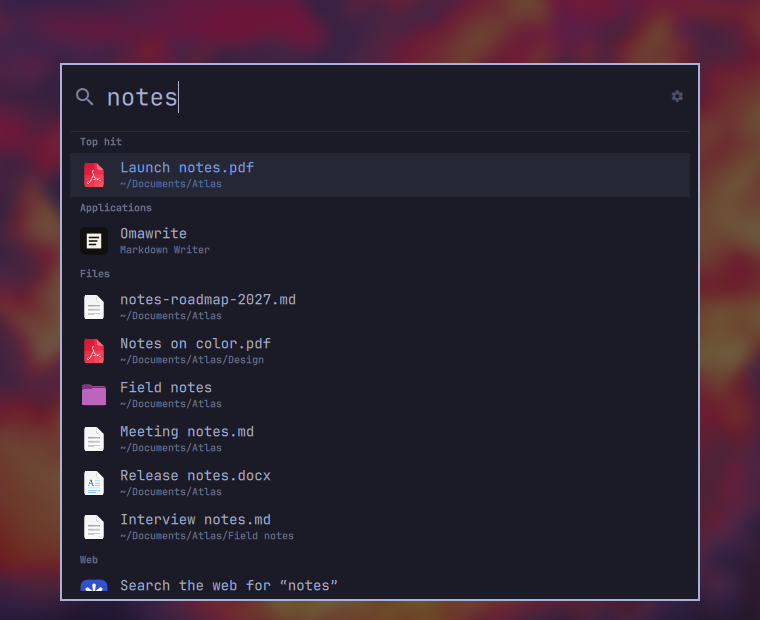 notes
Top hit
Launch notes.pdf
~/Documents/Atlas
Applications
Omawrite
Markdown Writer
Files
notes-roadmap-2027.md
~/Documents/Atlas
Notes on color.pdf
~/Documents/Atlas/Design
Field notes
~/Documents/Atlas
Meeting notes.md
~/Documents/Atlas
Release notes.docx
~/Documents/Atlas
Interview notes.md
~/Documents/Atlas/Field notes
Web
Search the web for “notes”